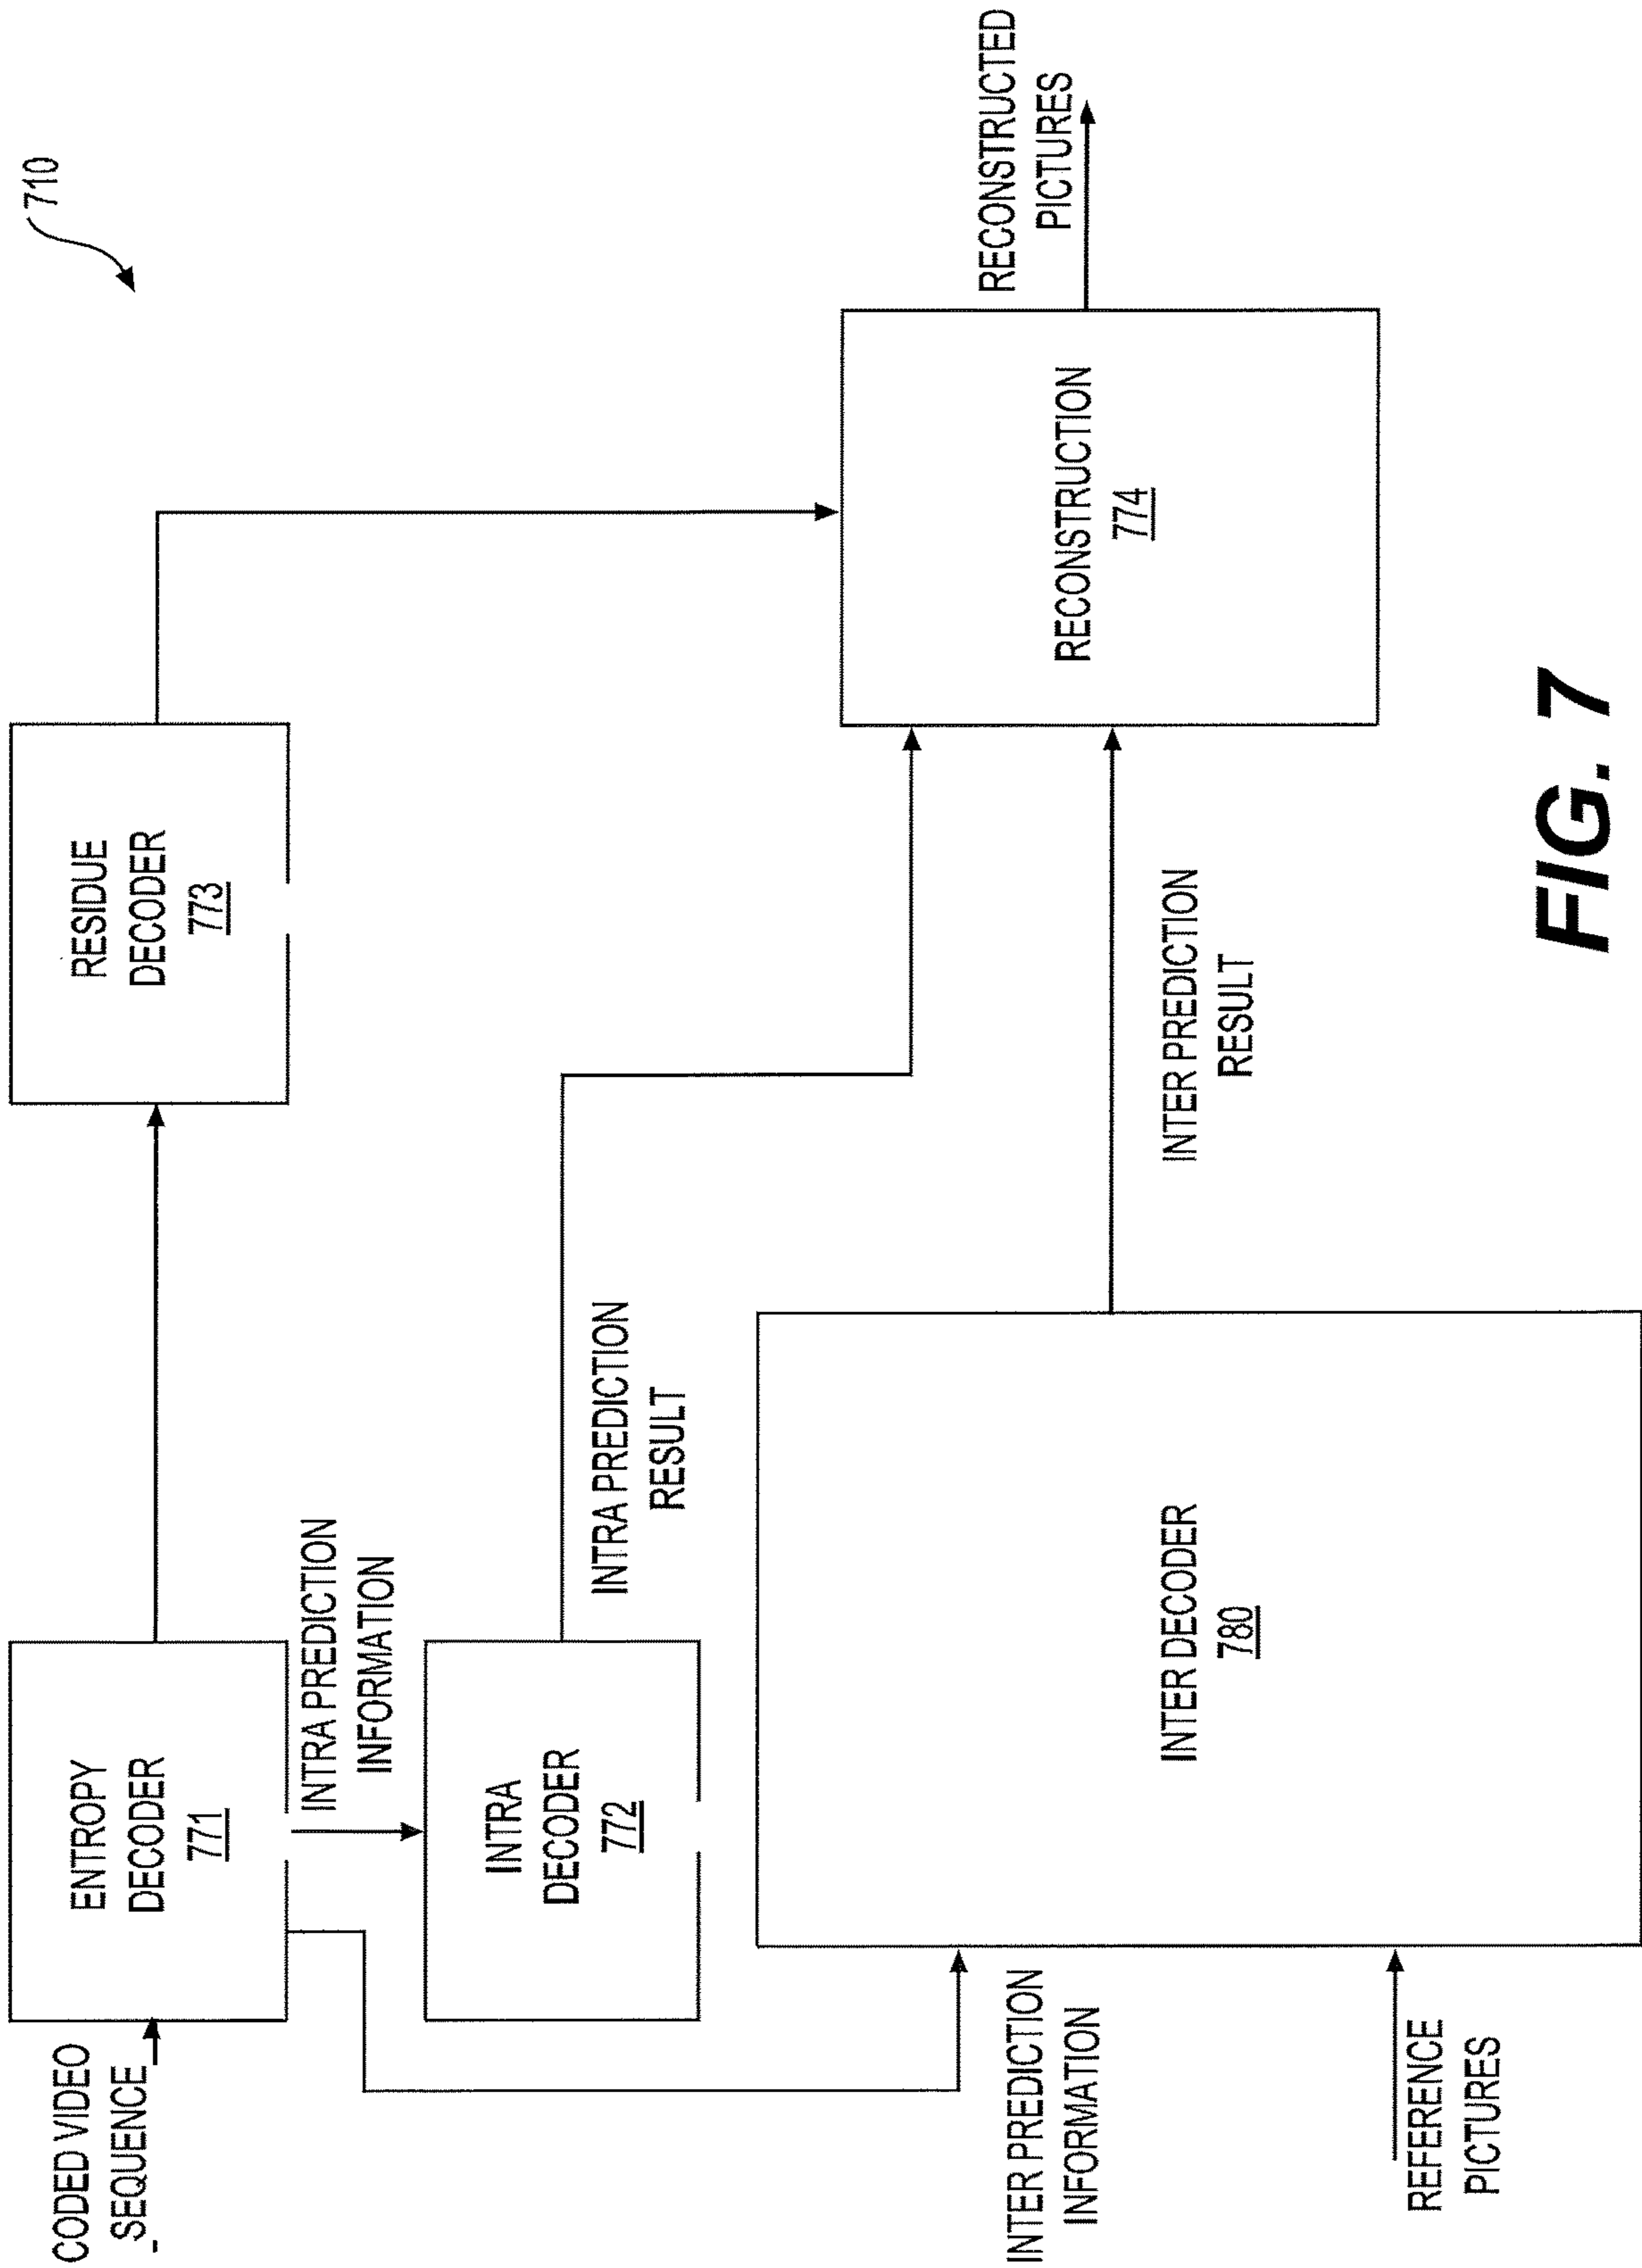 710
CODED VIDEO
SEQUENCE
ENTROPY
DECODER
771
RESIDUE
DECODER
773
INTRA PREDICTION
INFORMATION
INTRA
DECODER
772
INTRA PREDICTION
RESULT
RECONSTRUCTED
PICTURES
RECONSTRUCTION
774
INTER PREDICTION
INFORMATION
INTER DECODER
780
INTER PREDICTION
RESULT
REFERENCE
PICTURES
FIG. 7